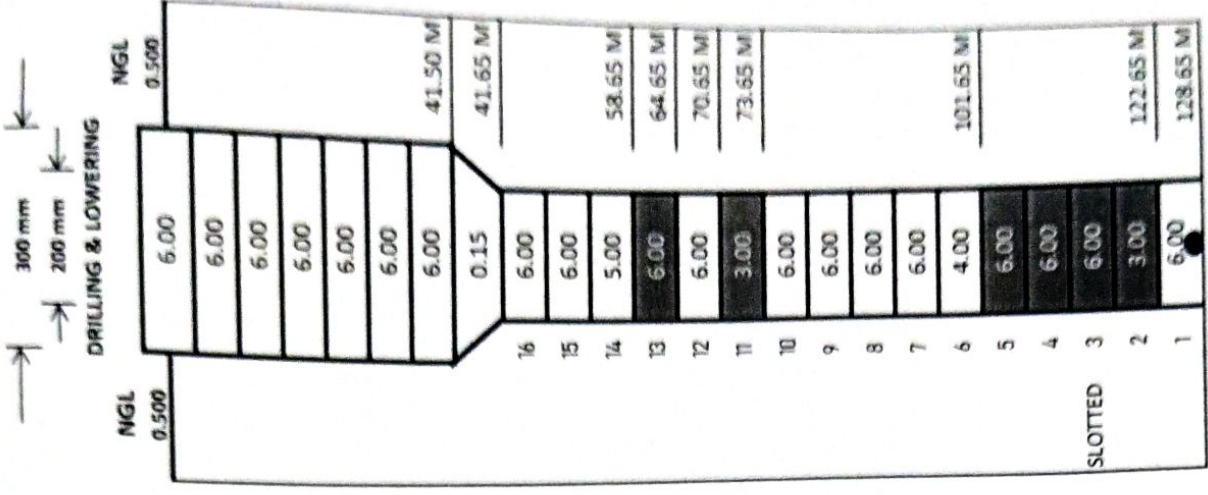 300 mm
200 mm
DRILLING & LOWERING
NGL NGL
0.500 0.500
6.00
6.00
6.00
6.00
6.00
6.00
6.00 41.50 M
0.15 41.65 M
16 6.00
15 6.00
14 5.00 58.65 M
13 6.00 64.65 M
12 6.00 70.65 M
11 3.00 73.65 M
10 6.00
9 6.00
8 6.00
7 6.00
6 4.00 101.65 M
5 6.00
4 6.00
SLOTTED 3 6.00
2 3.00 122.65 M
1 6.00 128.65 M